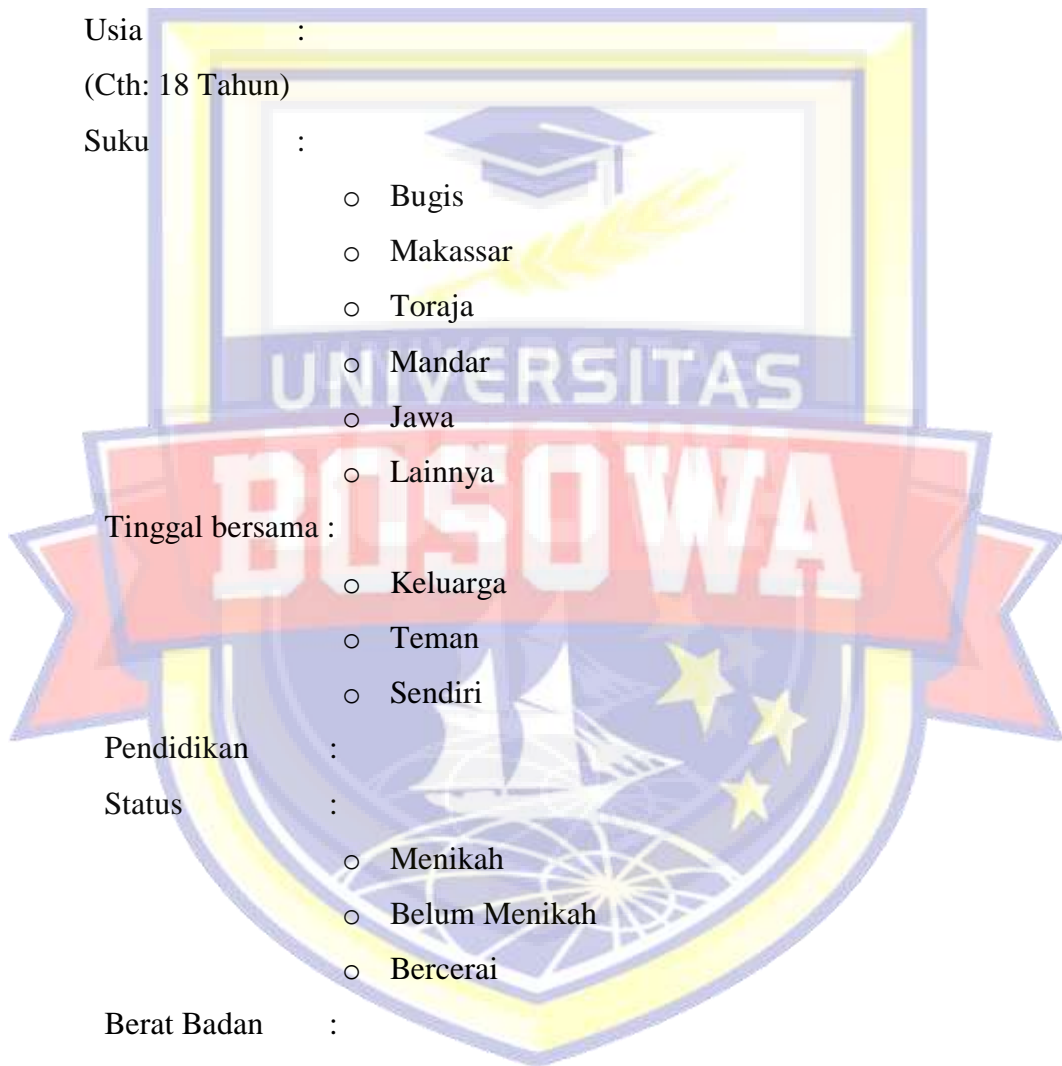 Usia :
(Cth: 18 Tahun)
Suku :
o Bugis
o Makassar
o Toraja
UNIVERSITAS
o Mandar
o Jawa
BOSOWA
o Lainnya
Tinggal bersama :
o Keluarga
o Teman
o Sendiri
Pendidikan :
Status :
o Menikah
o Belum Menikah
o Bercerai
Berat Badan :